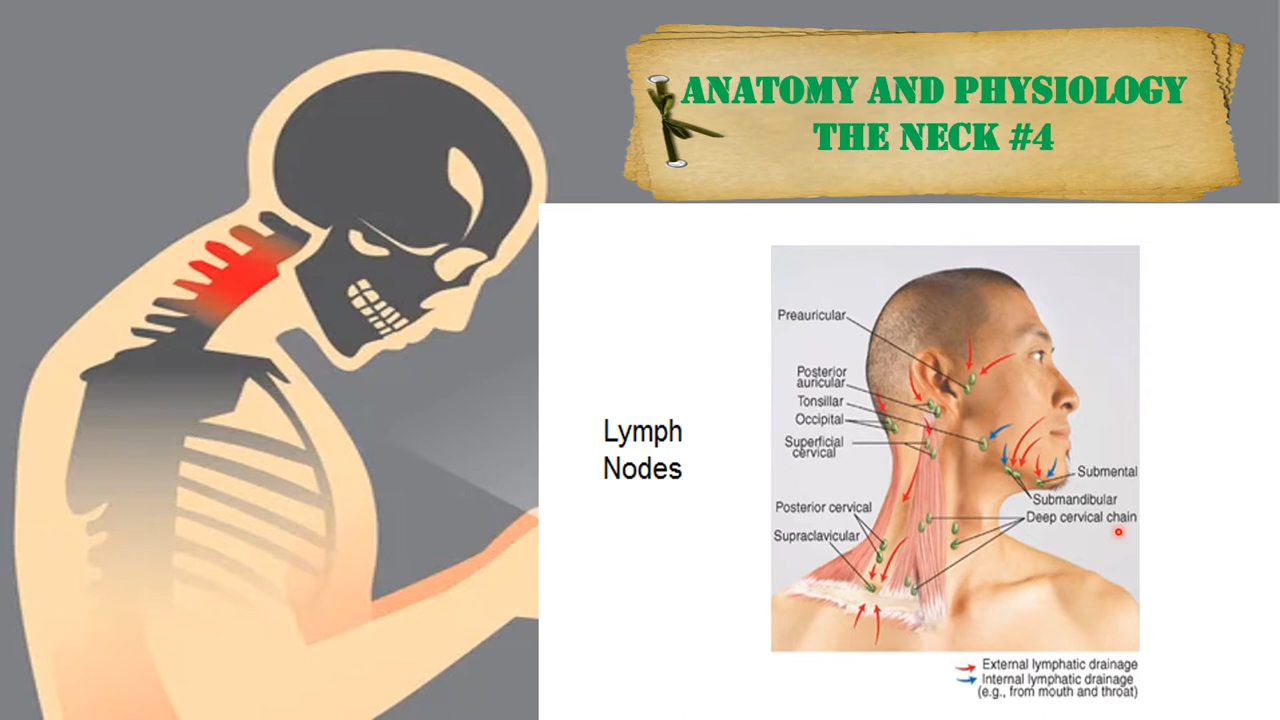 ANATOMY AND PHYSIOLOGY
THE NECK #4
Lymph
Nodes
Preauricular
Posterior
auricular
Tonsillar
Occipital
Superficial
cervical
Posterior cervical
Supraclavicular
Submental
Submandibular
Deep cervical chain
External lymphatic drainage
Internal lymphatic drainage
(e.g., from mouth and throat)